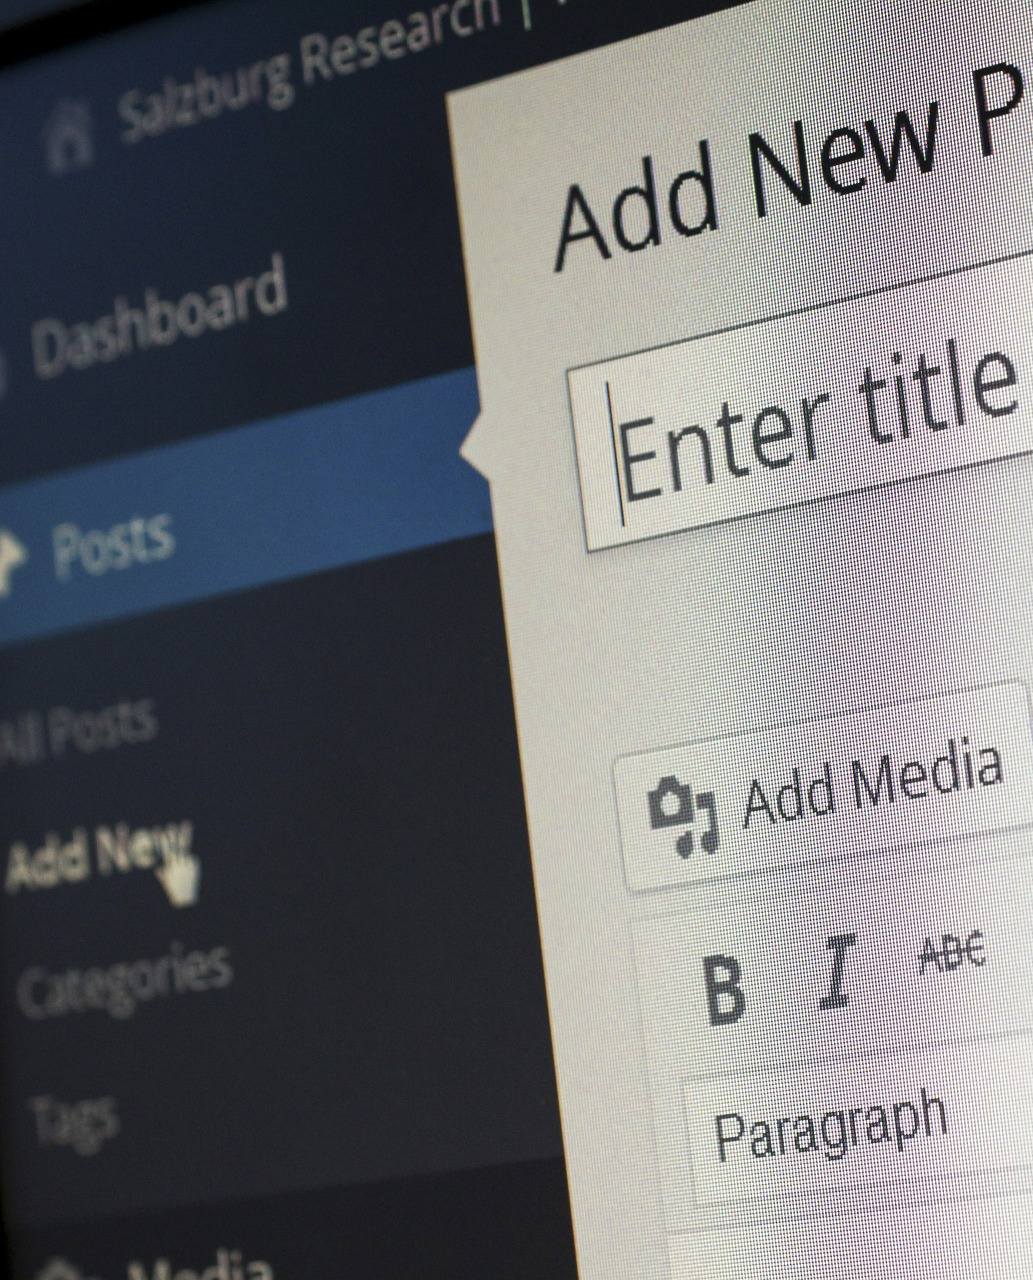 Salzburg Research |
Dashboard
Posts
All Posts
Add New
Categories
Tags
Media
Add New P
Enter title
Add Media
B I ABC
Paragraph